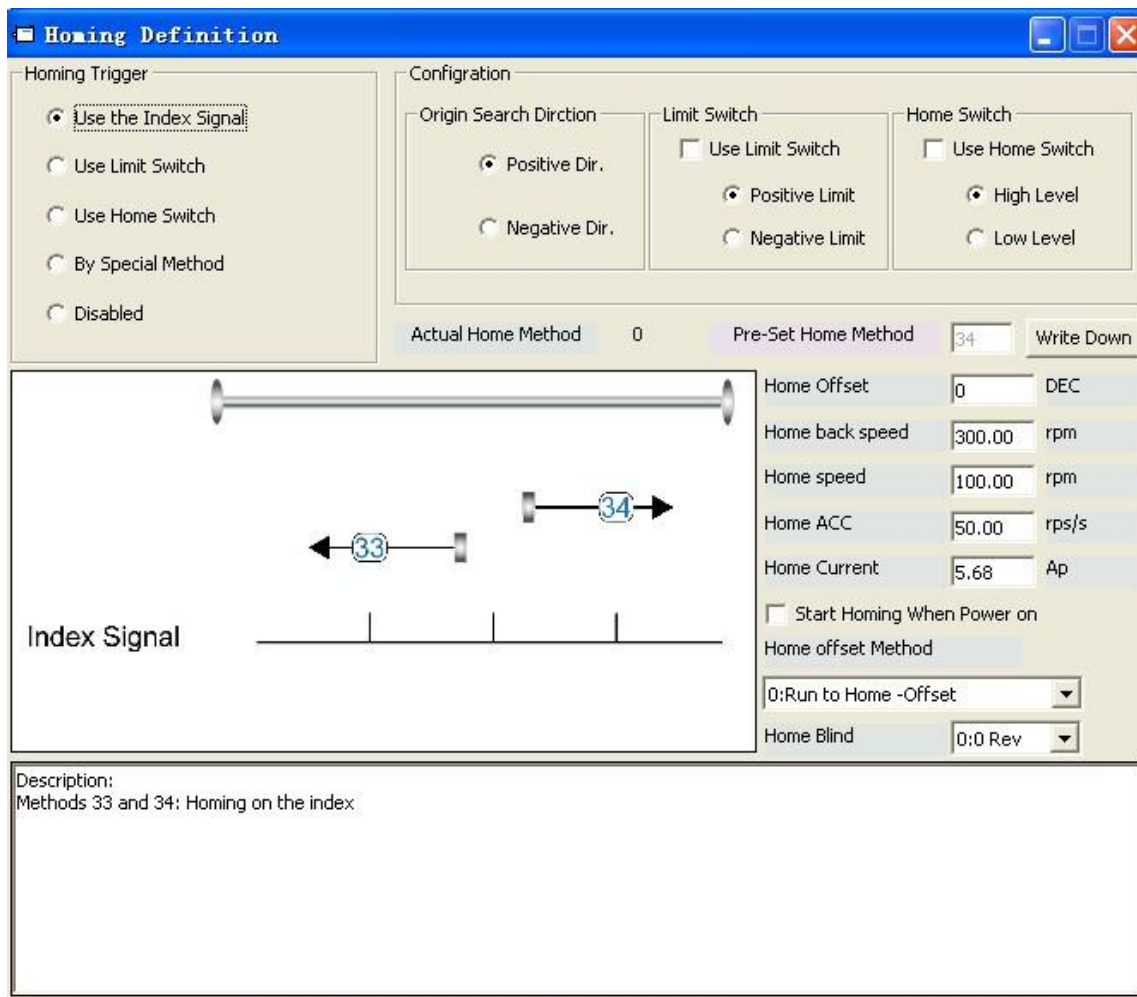 Homing Definition
Homing Trigger
Use the Index Signal
Use Limit Switch
Use Home Switch
By Special Method
Disabled
Configration
Origin Search Dirction
Positive Dir.
Negative Dir.
Limit Switch
Use Limit Switch
Positive Limit
Negative Limit
Home Switch
Use Home Switch
High Level
Low Level
Actual Home Method 0 Pre-Set Home Method 34 Write Down
34
33
Index Signal
Home Offset 0 DEC
Home back speed 300.00 rpm
Home speed 100.00 rpm
Home ACC 50.00 rps/s
Home Current 5.68 Ap
Start Homing When Power on
Home offset Method
0:Run to Home -Offset
Home Blind 0:0 Rev
Description:
Methods 33 and 34: Homing on the index